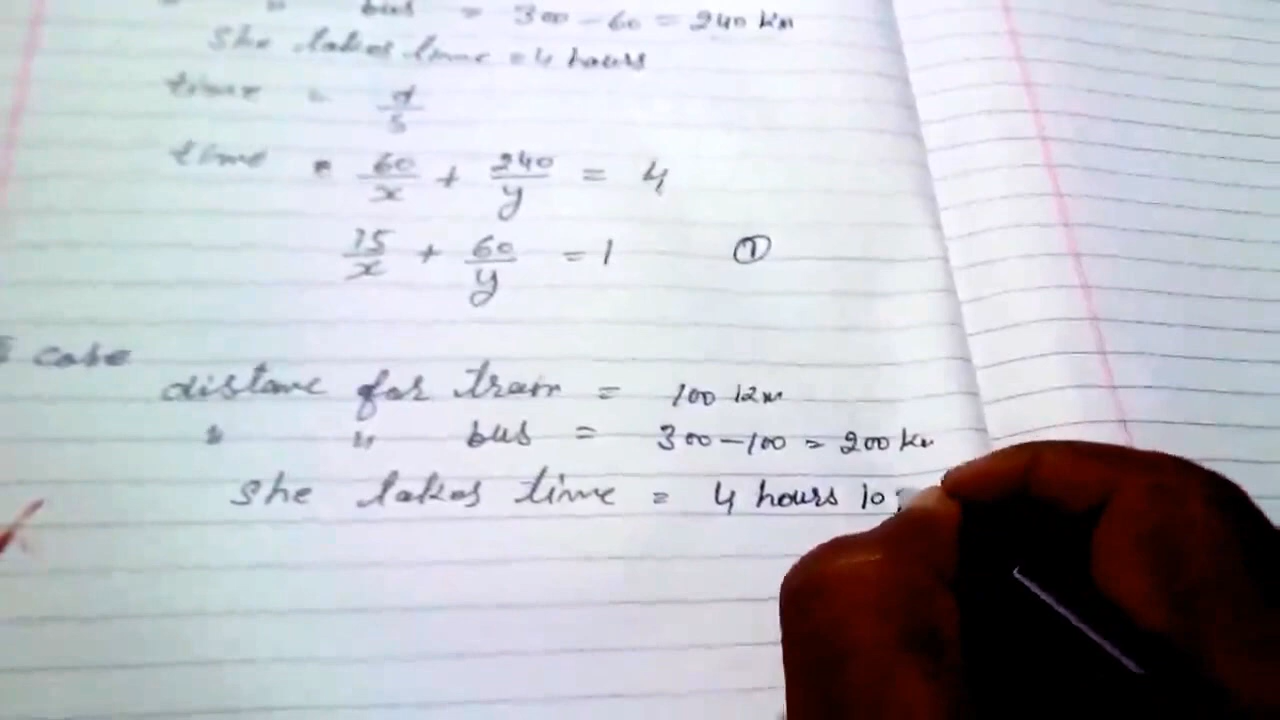 " bus = 300 - 60 = 240 km
She takes time = 4 hours
time = d/s
time = 60/x + 240/y = 4
15/x + 60/y = 1 ①
case
distance for train = 100 km
" " bus = 300 - 100 = 200 km
She takes time = 4 hours 10